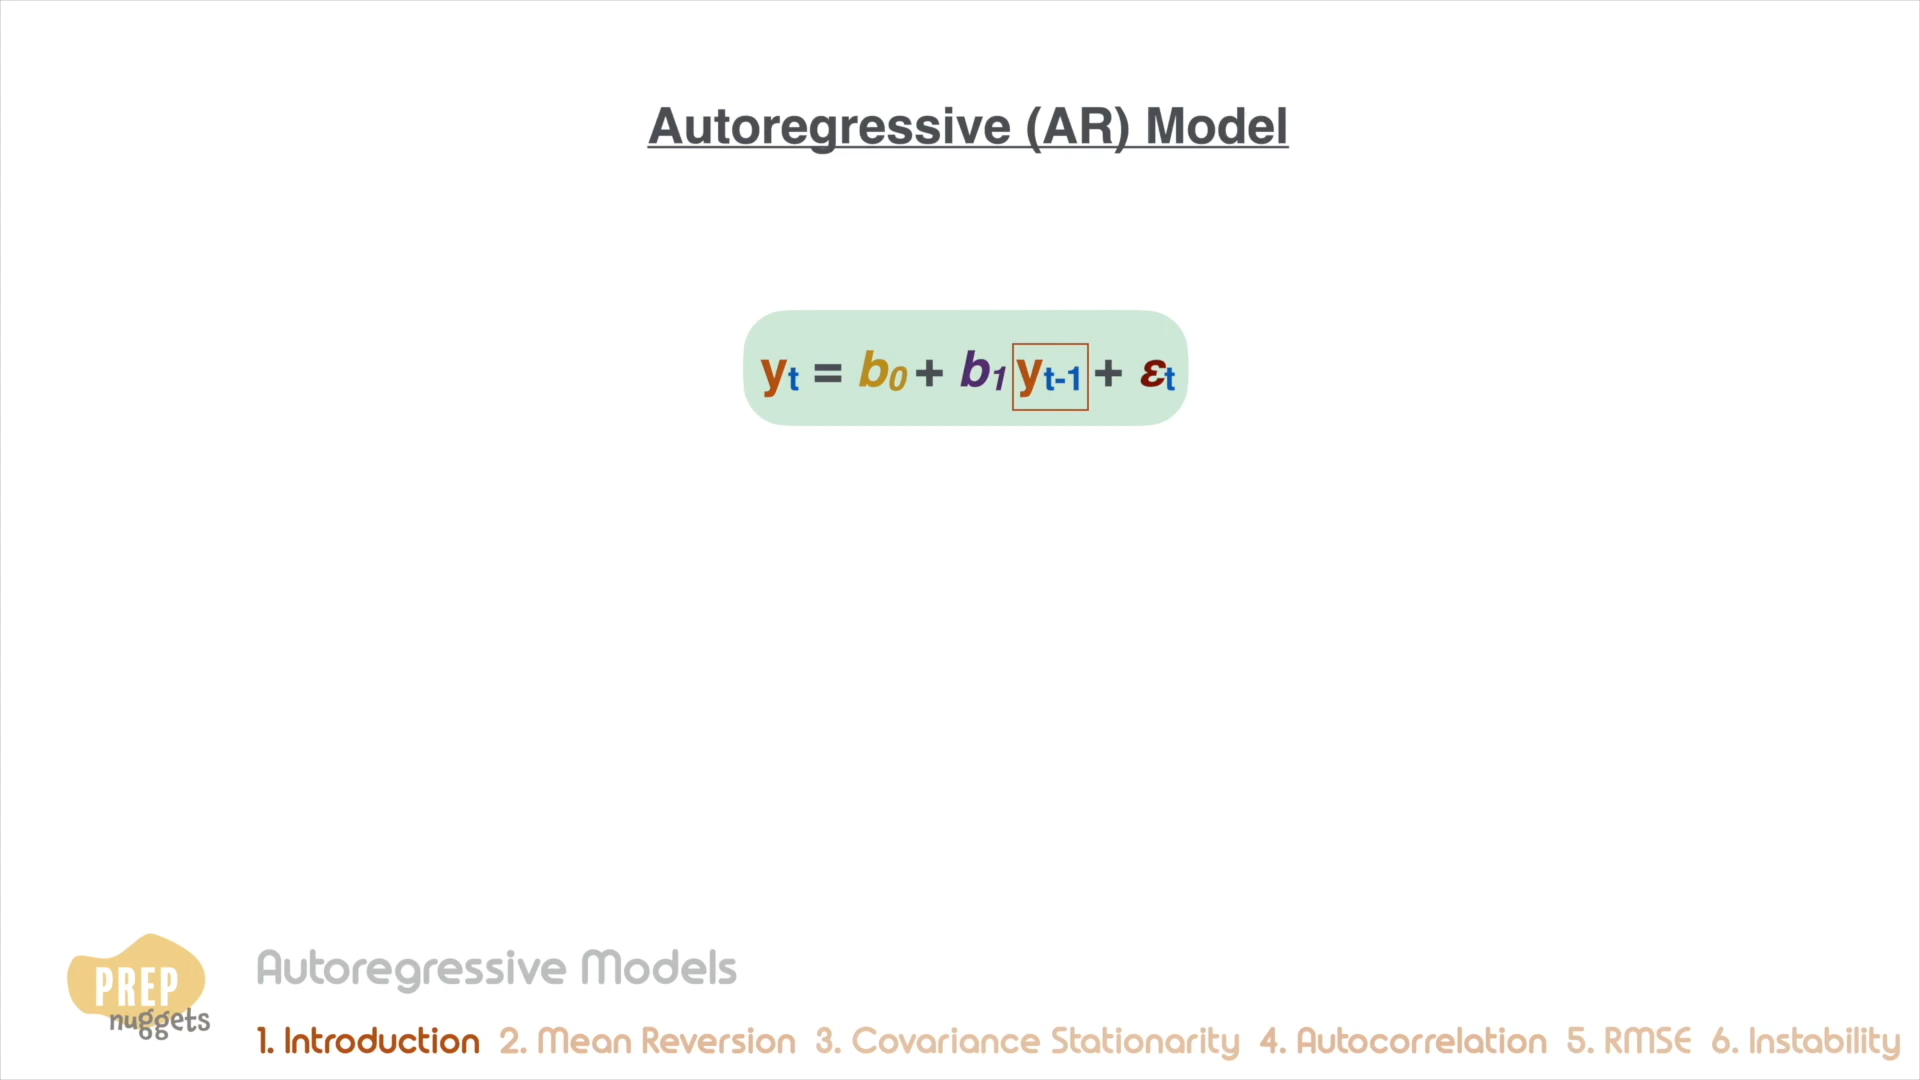 Autoregressive (AR) Model
yₜ = b₀ + b₁ yₜ₋₁ + εₜ
PREP
nuggets
Autoregressive Models
1. Introduction 2. Mean Reversion 3. Covariance Stationarity 4. Autocorrelation 5. RMSE 6. Instability